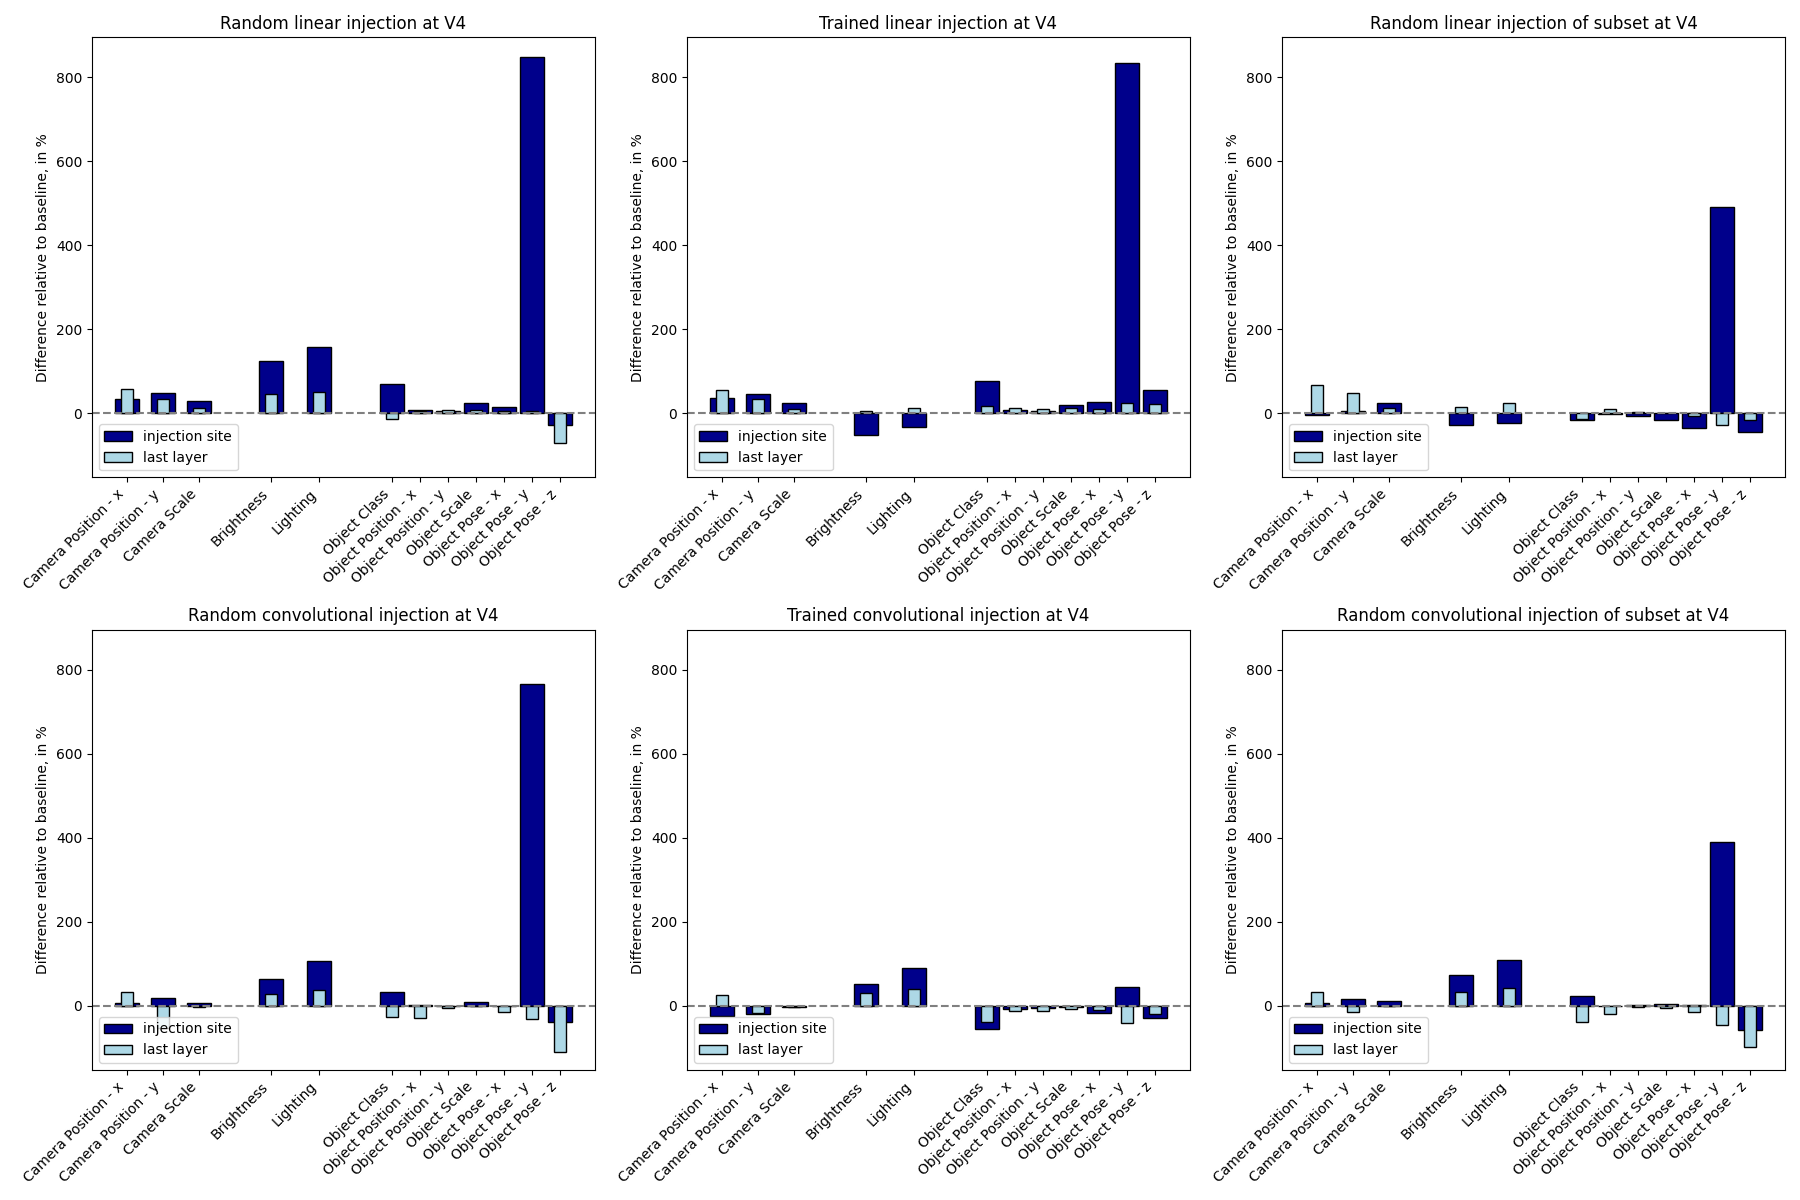 Random linear injection at V4
Difference relative to baseline, in %
800
600
400
200
0
injection site
last layer
Camera Position - x
Camera Position - y
Camera Scale
Brightness
Lighting
Object Class
Object Position - x
Object Position - y
Object Scale
Object Pose - x
Object Pose - y
Object Pose - z
Trained linear injection at V4
Difference relative to baseline, in %
800
600
400
200
0
injection site
last layer
Camera Position - x
Camera Position - y
Camera Scale
Brightness
Lighting
Object Class
Object Position - x
Object Position - y
Object Scale
Object Pose - x
Object Pose - y
Object Pose - z
Random linear injection of subset at V4
Difference relative to baseline, in %
800
600
400
200
0
injection site
last layer
Camera Position - x
Camera Position - y
Camera Scale
Brightness
Lighting
Object Class
Object Position - x
Object Position - y
Object Scale
Object Pose - x
Object Pose - y
Object Pose - z
Random convolutional injection at V4
Difference relative to baseline, in %
800
600
400
200
0
injection site
last layer
Camera Position - x
Camera Position - y
Camera Scale
Brightness
Lighting
Object Class
Object Position - x
Object Position - y
Object Scale
Object Pose - x
Object Pose - y
Object Pose - z
Trained convolutional injection at V4
Difference relative to baseline, in %
800
600
400
200
0
injection site
last layer
Camera Position - x
Camera Position - y
Camera Scale
Brightness
Lighting
Object Class
Object Position - x
Object Position - y
Object Scale
Object Pose - x
Object Pose - y
Object Pose - z
Random convolutional injection of subset at V4
Difference relative to baseline, in %
800
600
400
200
0
injection site
last layer
Camera Position - x
Camera Position - y
Camera Scale
Brightness
Lighting
Object Class
Object Position - x
Object Position - y
Object Scale
Object Pose - x
Object Pose - y
Object Pose - z